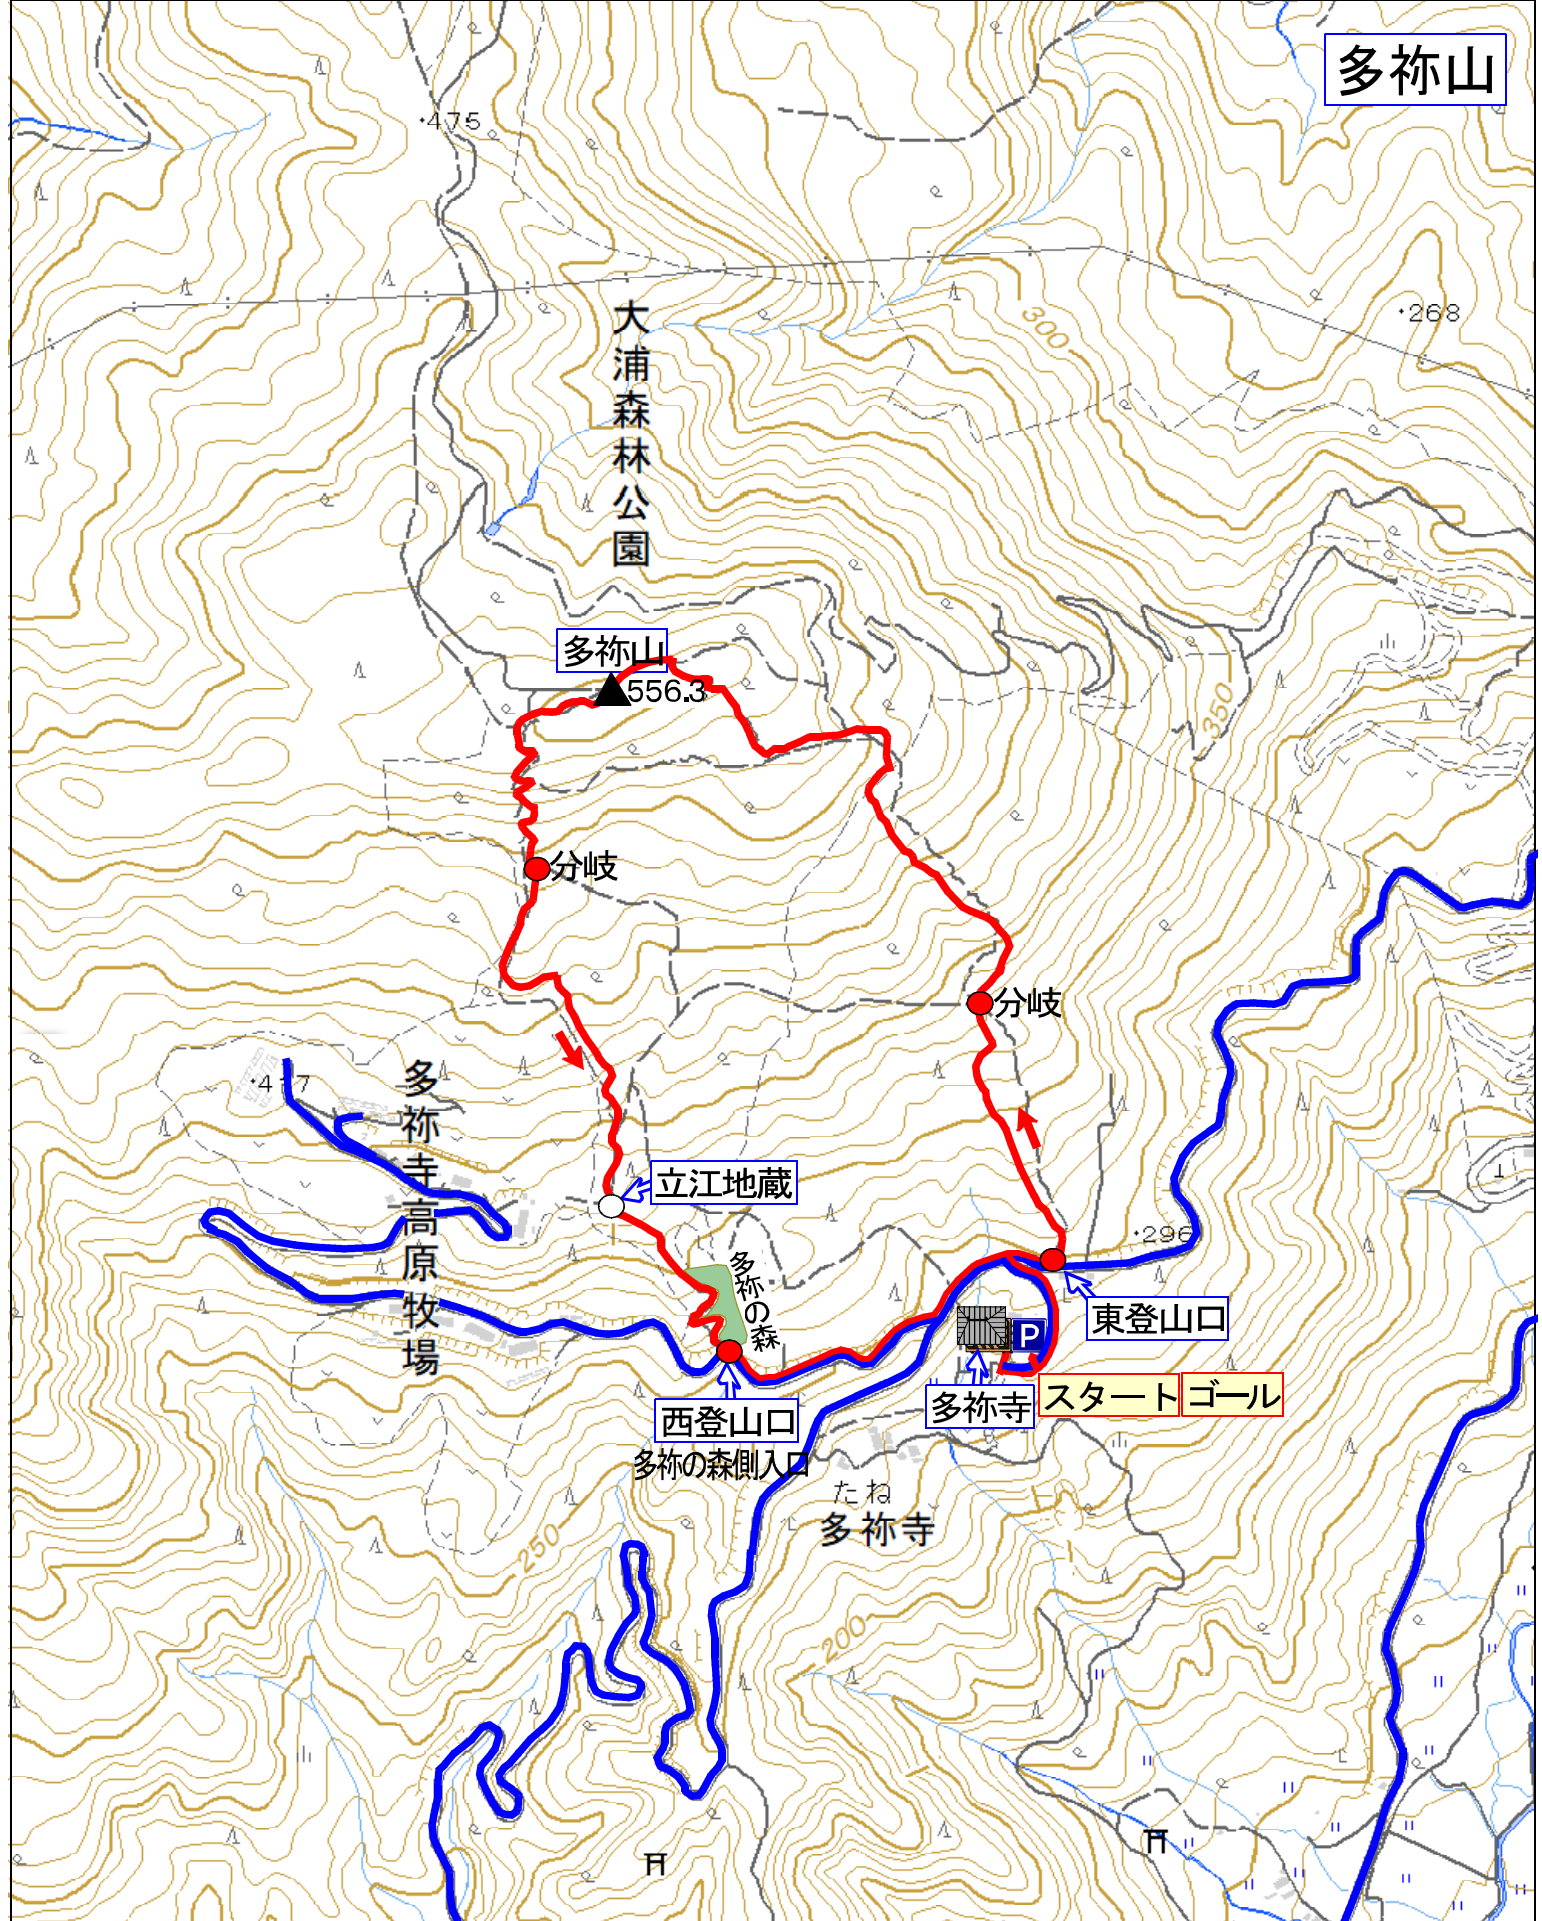 多祢山
475
268
300
大浦森林公園
多祢山
556.3
350
分岐
分岐
多祢寺高原牧場
立江地蔵
296
多祢の森
東登山口
P
スタート
ゴール
多祢寺
西登山口
多祢の森側入口
たね
多祢寺
250
200